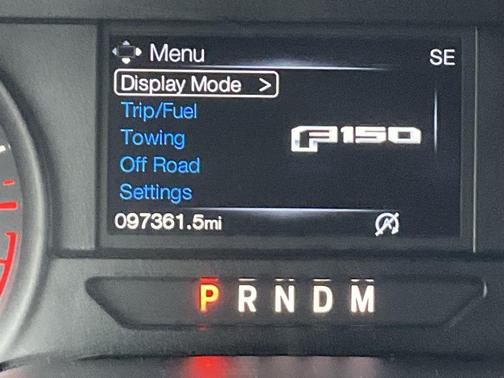 Menu
SE
Display Mode >
Trip/Fuel
Towing
F150
Off Road
Settings
097361.5mi
P R N D M